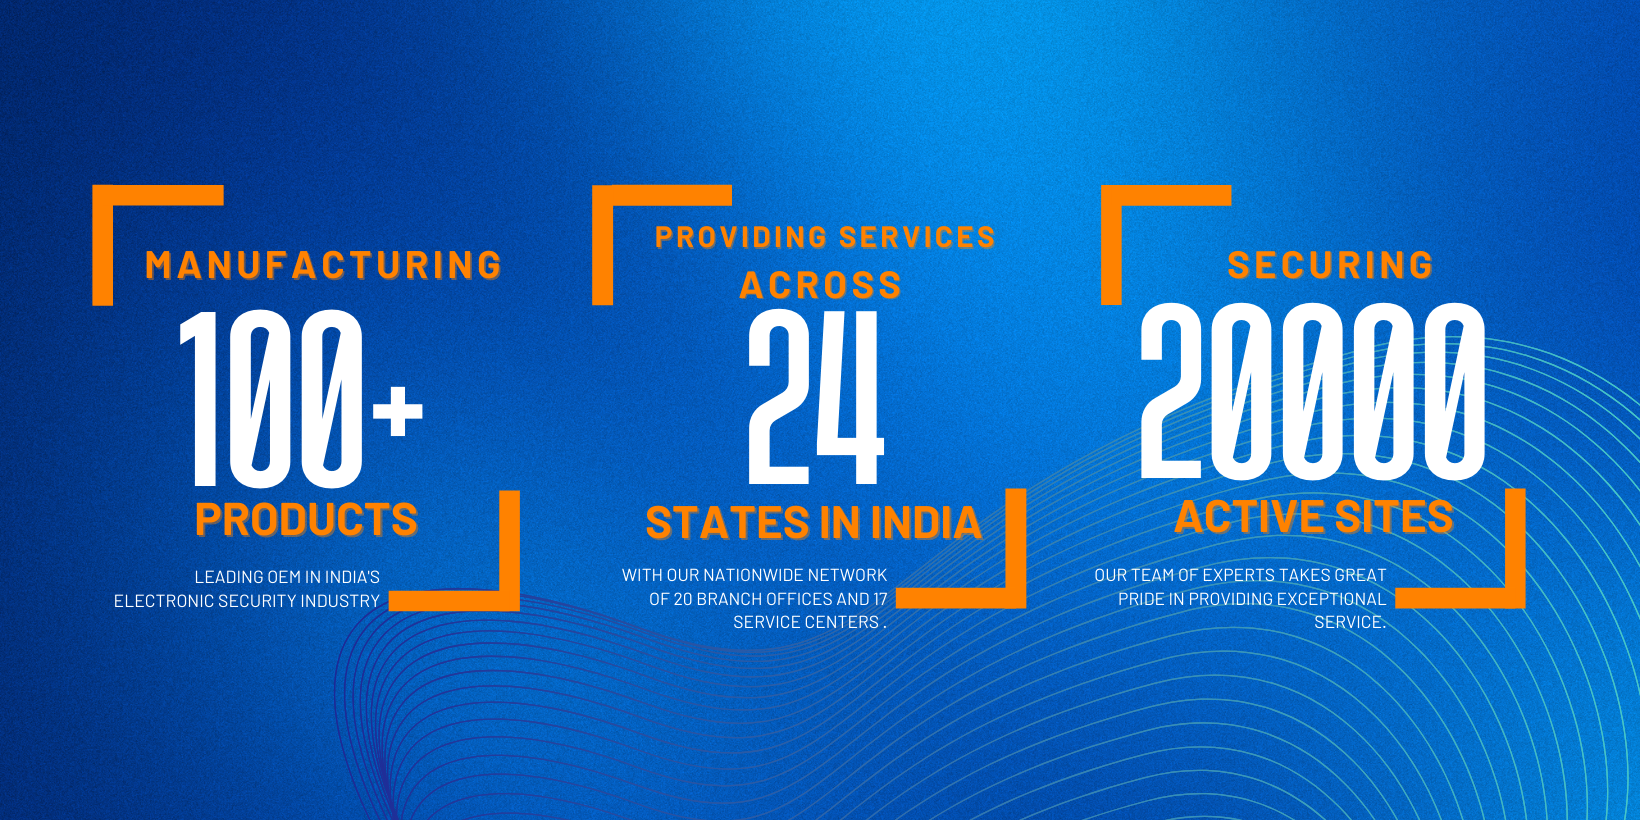 MANUFACTURING
100+
PRODUCTS
LEADING OEM IN INDIA'S
ELECTRONIC SECURITY INDUSTRY
PROVIDING SERVICES
ACROSS
24
STATES IN INDIA
WITH OUR NATIONWIDE NETWORK
OF 20 BRANCH OFFICES AND 17
SERVICE CENTERS .
SECURING
20000
ACTIVE SITES
OUR TEAM OF EXPERTS TAKES GREAT
PRIDE IN PROVIDING EXCEPTIONAL
SERVICE.